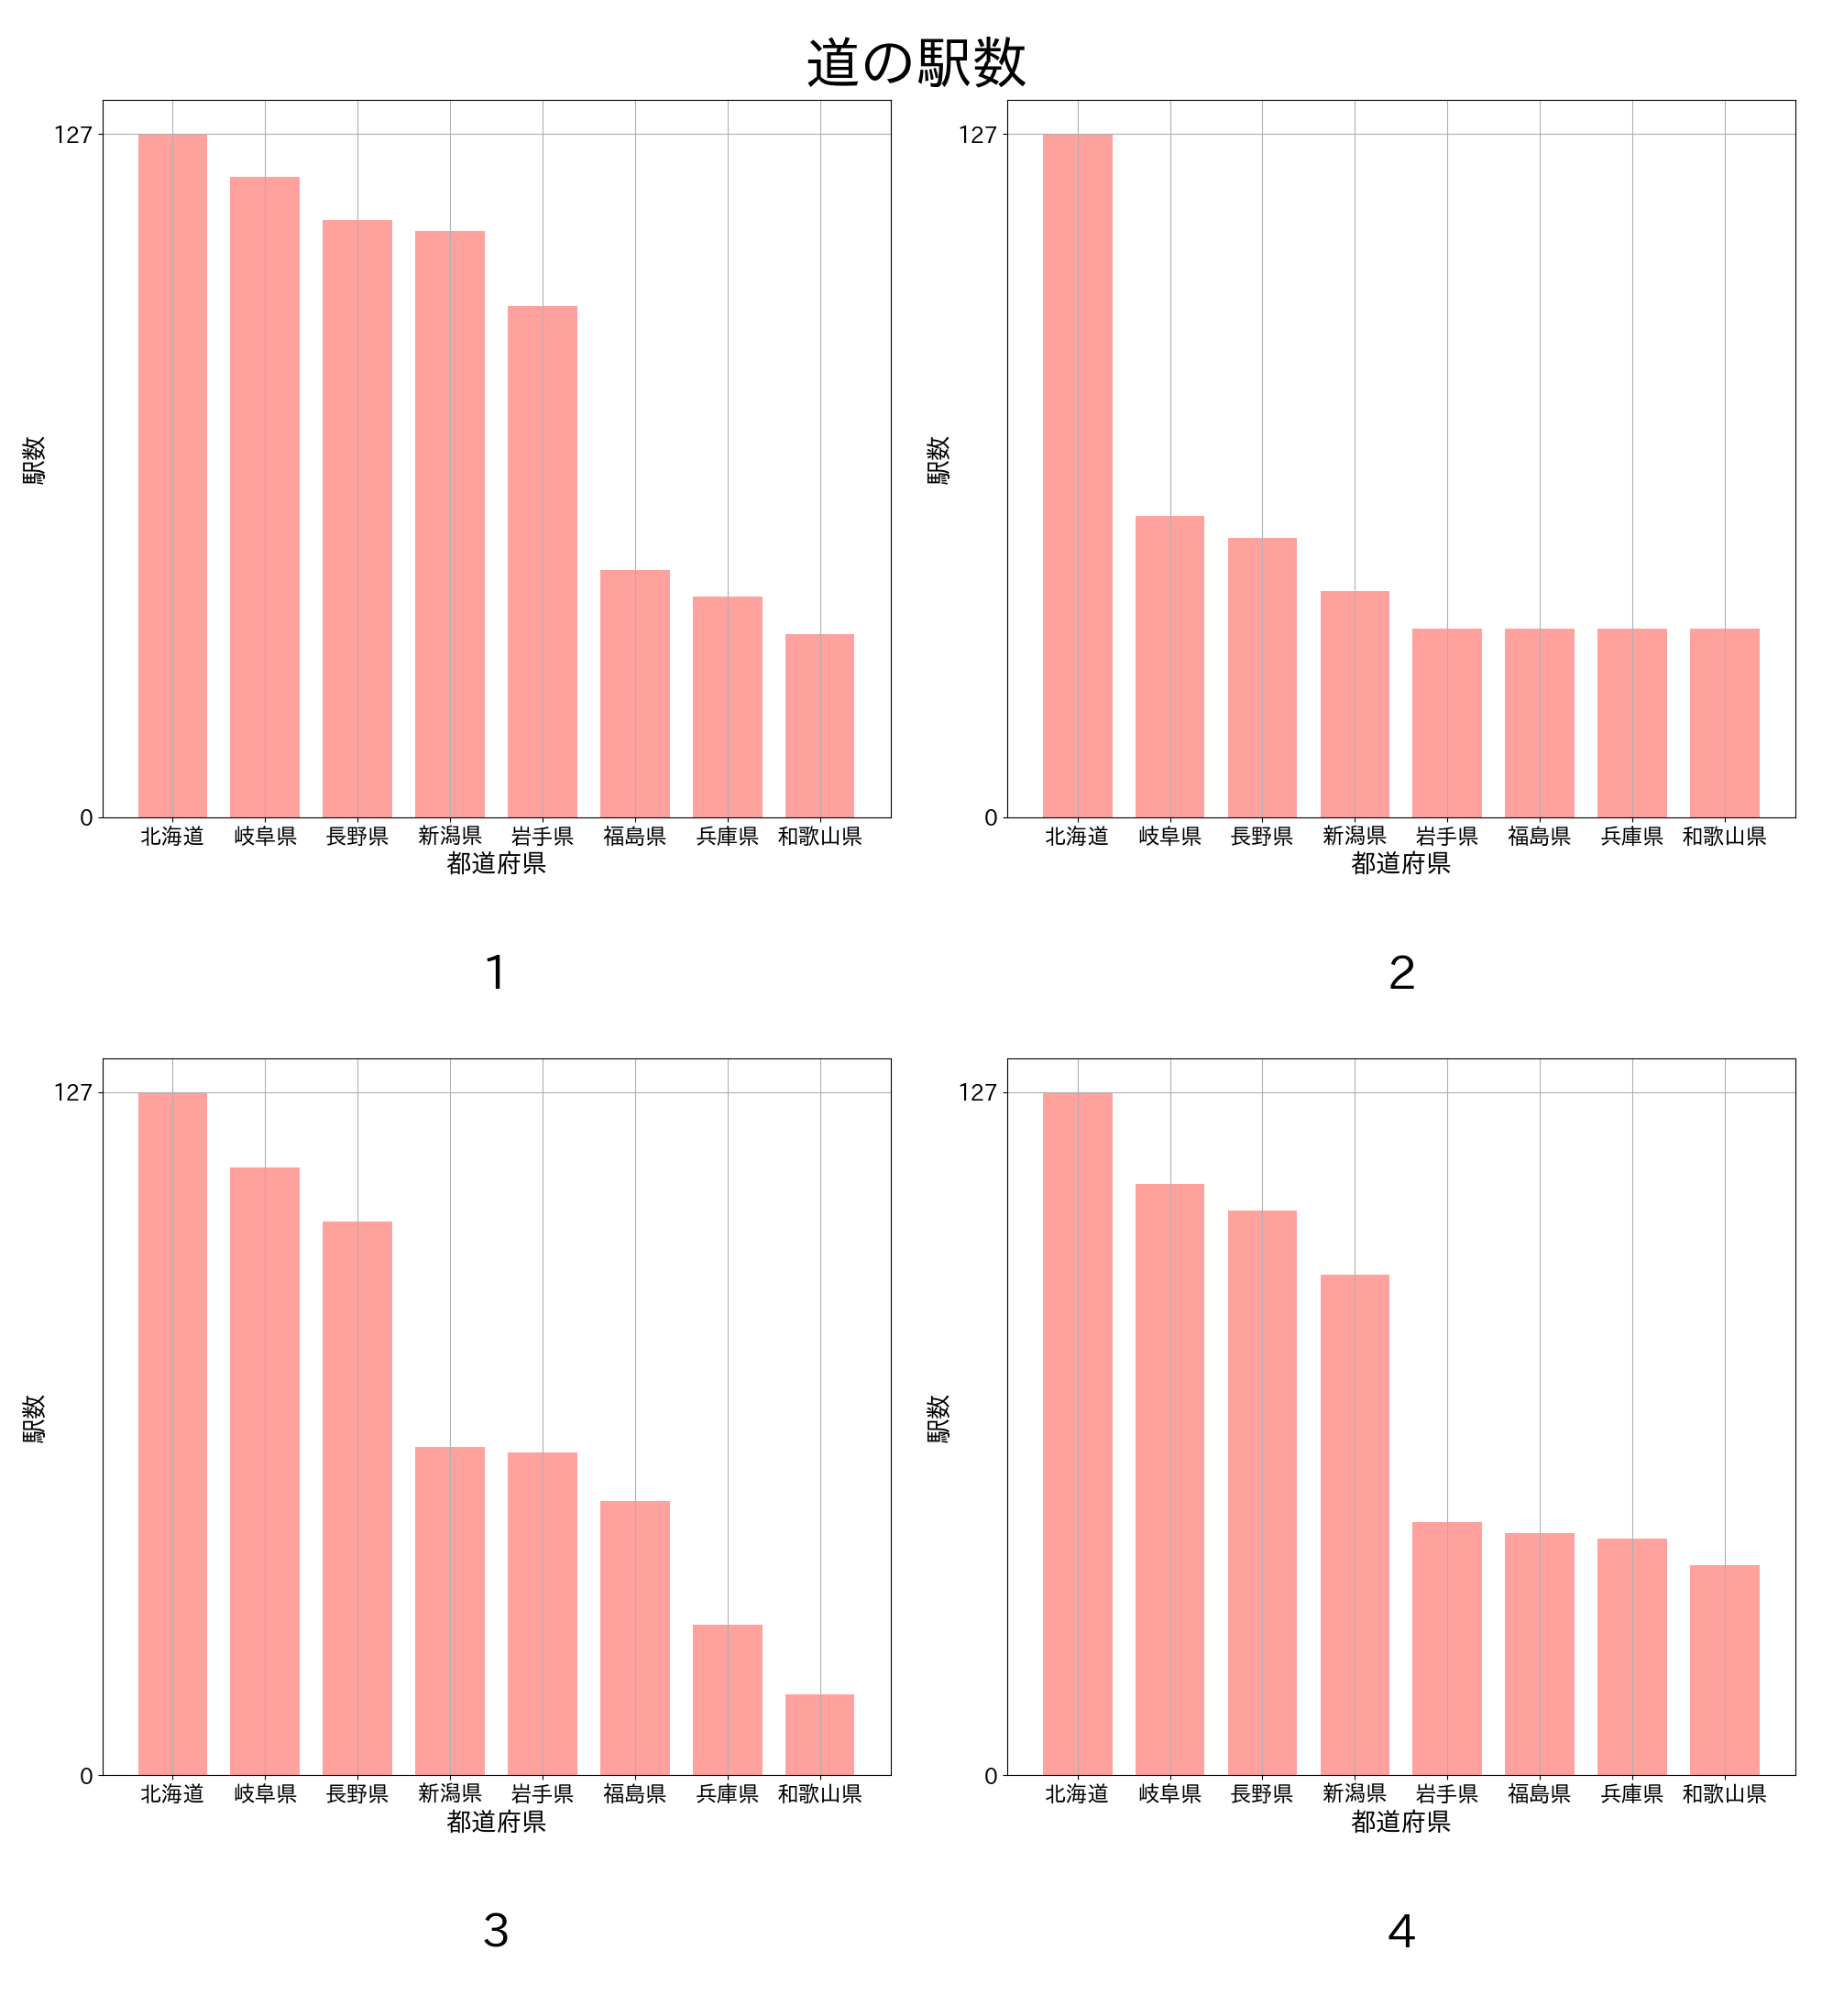 道の駅数
127
0
駅数
北海道 岐阜県 長野県 新潟県 岩手県 福島県 兵庫県 和歌山県
都道府県
1
127
0
駅数
北海道 岐阜県 長野県 新潟県 岩手県 福島県 兵庫県 和歌山県
都道府県
2
127
0
駅数
北海道 岐阜県 長野県 新潟県 岩手県 福島県 兵庫県 和歌山県
都道府県
3
127
0
駅数
北海道 岐阜県 長野県 新潟県 岩手県 福島県 兵庫県 和歌山県
都道府県
4